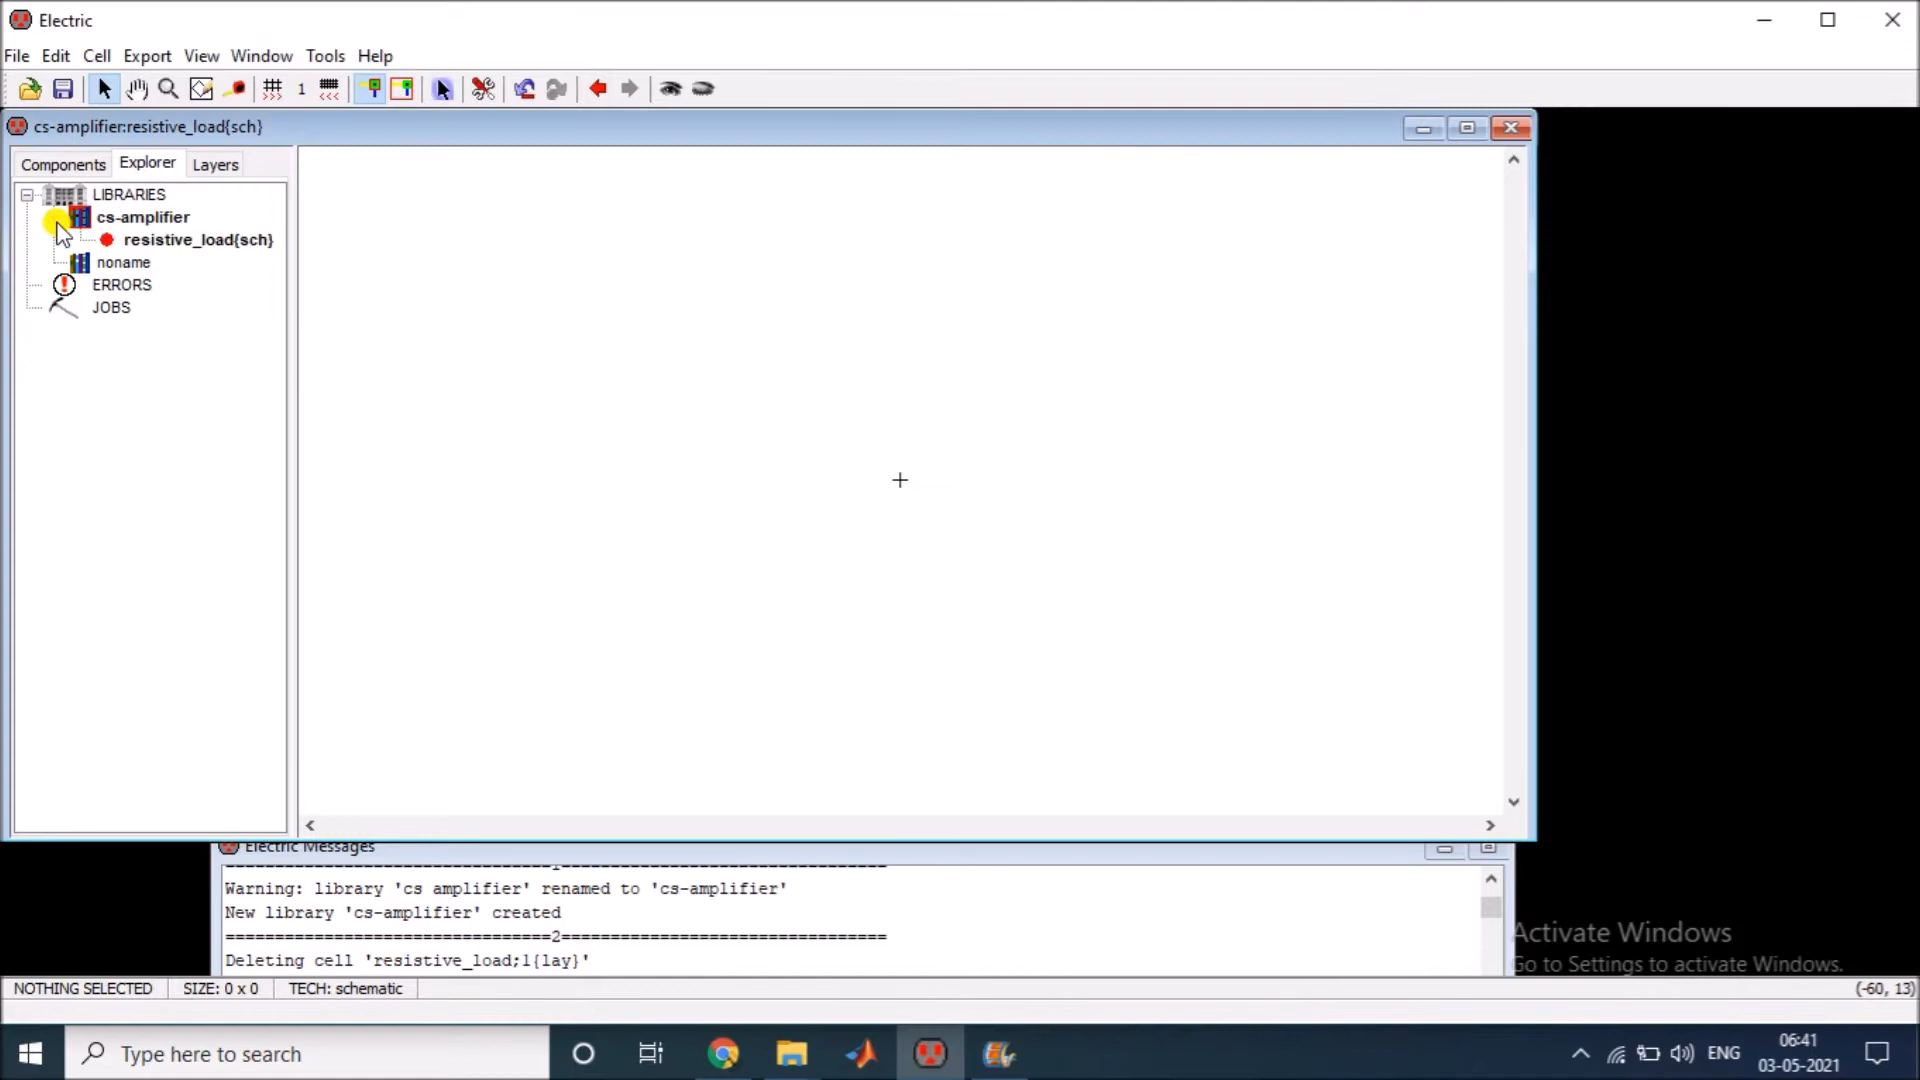 Electric
File Edit Cell Export View Window Tools Help
1
cs-amplifier:resistive_load{sch}
Components Explorer Layers
LIBRARIES
cs-amplifier
resistive_load{sch}
noname
ERRORS
JOBS
Electric Messages
=================================1=================================
Warning: library 'cs amplifier' renamed to 'cs-amplifier'
New library 'cs-amplifier' created
=================================2=================================
Deleting cell 'resistive_load;1{lay}'
Activate Windows
Go to Settings to activate Windows.
NOTHING SELECTED SIZE: 0 x 0 TECH: schematic (-60, 13)
Type here to search
ENG
06:41
03-05-2021